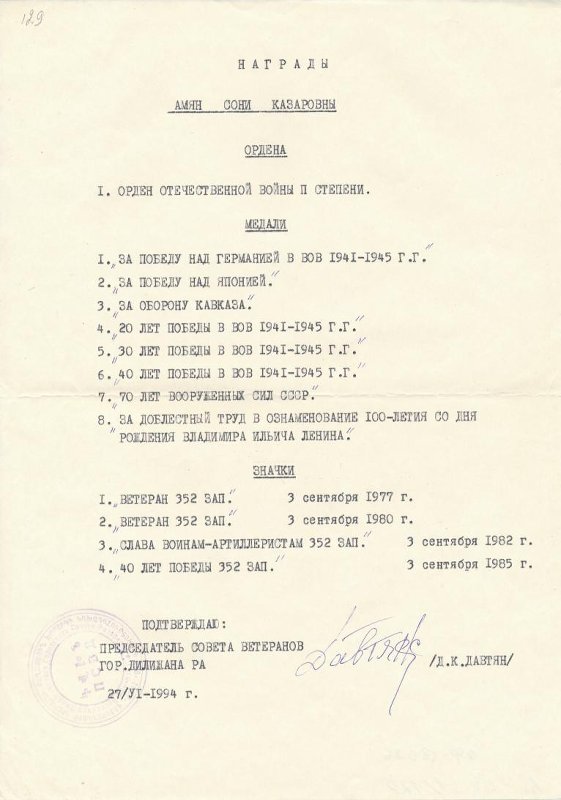 129
НАГРАДЫ
АМЯН СОНИ КАЗАРОВНЫ
ОРДЕНА
I. ОРДЕН ОТЕЧЕСТВЕННОЙ ВОЙНЫ П СТЕПЕНИ.
МЕДАЛИ
I. „ЗА ПОБЕДУ НАД ГЕРМАНИЕЙ В ВОВ I94I-I945 Г.Г."
2. „ЗА ПОБЕДУ НАД ЯПОНИЕЙ."
3. „ЗА ОБОРОНУ КАВКАЗА."
4. „20 ЛЕТ ПОБЕДЫ В ВОВ I94I-I945 Г.Г."
5. „30 ЛЕТ ПОБЕДЫ В ВОВ I94I-I945 Г.Г."
6. „40 ЛЕТ ПОБЕДЫ В ВОВ I94I-I945 Г.Г."
7. „70 ЛЕТ ВООРУЖЕННЫХ СИЛ СССР."
8. ЗА ДОБЛЕСТНЫЙ ТРУД В ОЗНАМЕНОВАНИЕ I00-ЛЕТИЯ СО ДНЯ
"РОЖДЕНИЯ ВЛАДИМИРА ИЛЬИЧА ЛЕНИНА."
ЗНАЧКИ
I. „ВЕТЕРАН 352 ЗАП." 3 сентября I977 г.
2. „ВЕТЕРАН 352 ЗАП." 3 сентября I980 г.
3. „СЛАВА ВОИНАМ-АРТИЛЛЕРИСТАМ 352 ЗАП." 3 сентября I982 г.
4. „40 ЛЕТ ПОБЕДЫ 352 ЗАП." 3 сентября I985 г.
ПОДТВЕРЖДАЮ:
ПРЕДСЕДАТЕЛЬ СОВЕТА ВЕТЕРАНОВ
ГОР.ДИЛИЖАНА РА /Д.К.ДАВТЯН/
27/VI-I994 г.